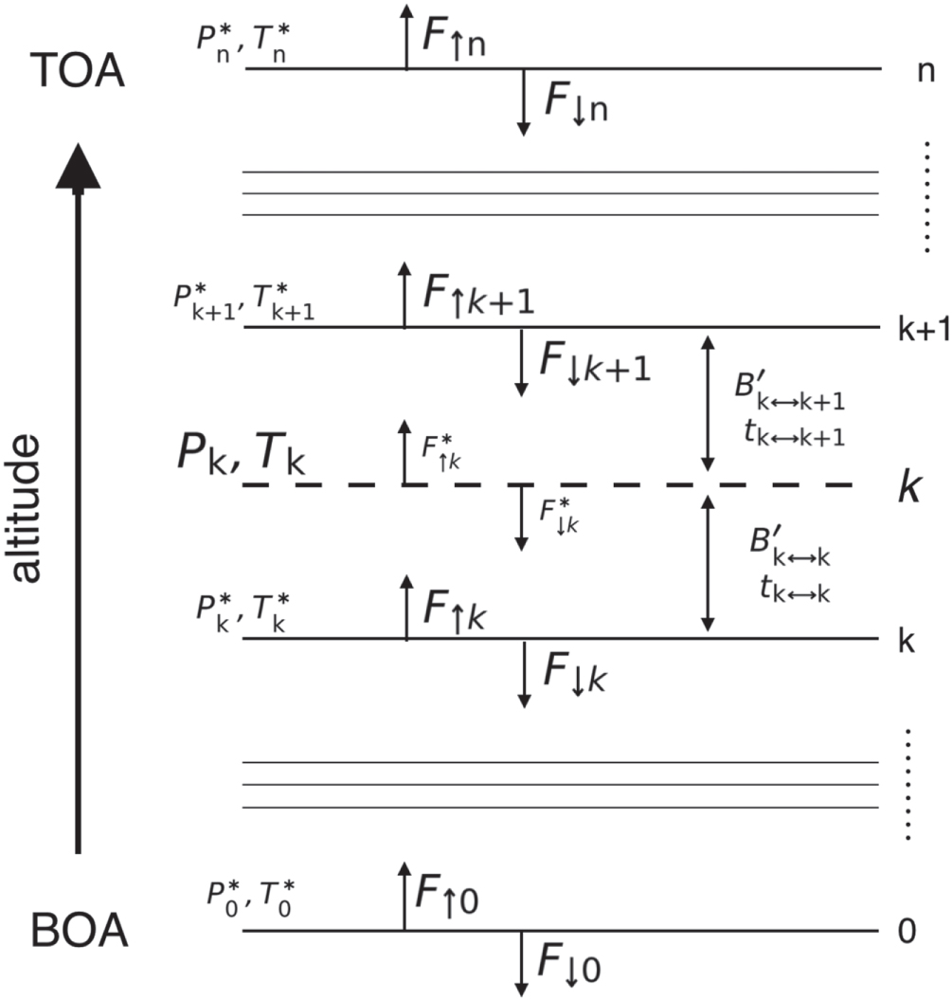 P*n, T*n F↑n n
TOA
F↓n
P*k+1, T*k+1 F↑k+1 k+1
F↓k+1
B′k↔k+1
tk↔k+1
Pk, Tk F*↑k k
F*↓k
B′k↔k
tk↔k
altitude
P*k, T*k F↑k k
F↓k
P*0, T*0 F↑0
BOA 0
F↓0